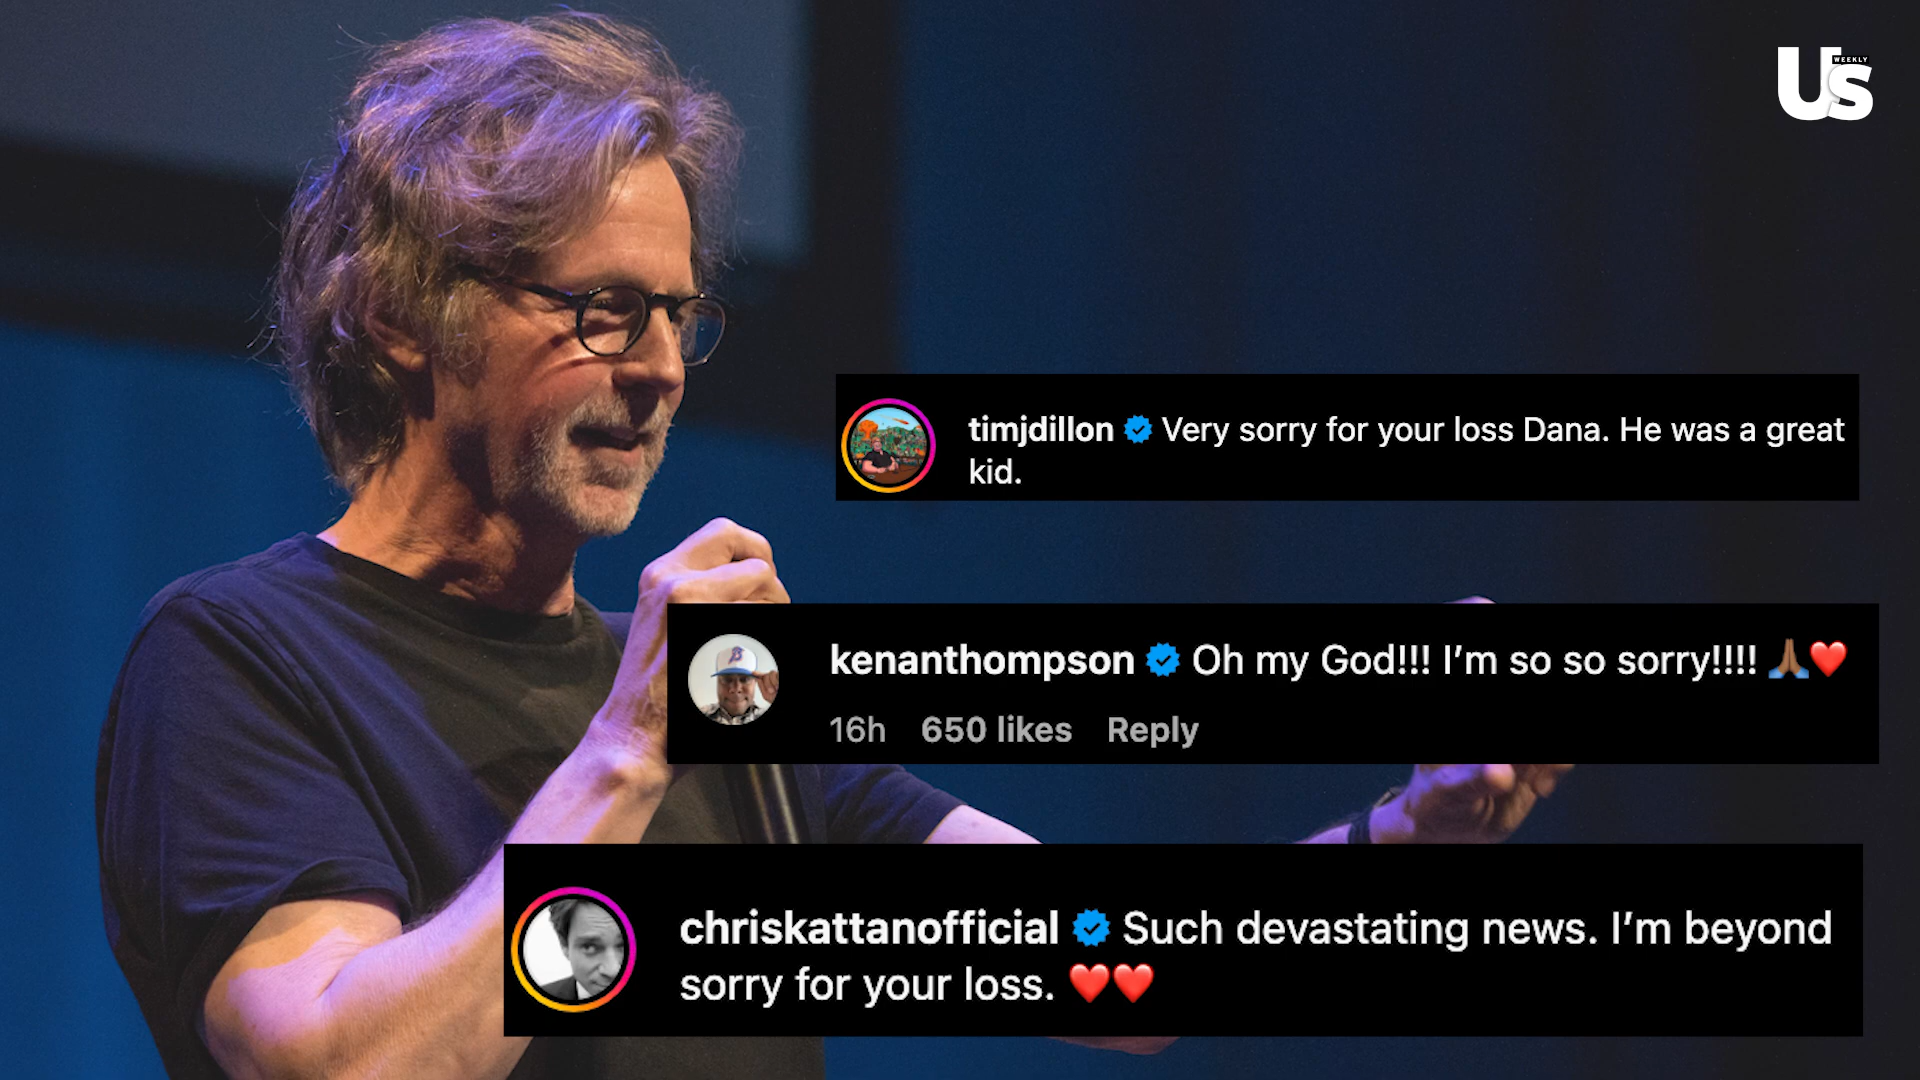 Us
WEEKLY
timjdillon Very sorry for your loss Dana. He was a great
kid.
kenanthompson Oh my God!!! I’m so so sorry!!!! 🙏🏾❤️
16h 650 likes Reply
chriskattanofficial Such devastating news. I’m beyond
sorry for your loss. ❤️❤️